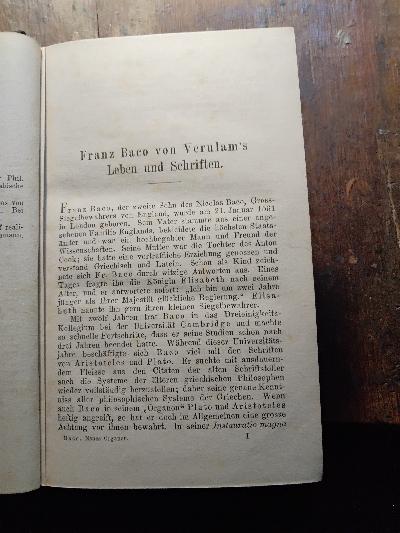 r Phil.
abische
os von
Bei
f reali-
mann,
Franz Baco von Verulam's
Leben und Schriften.
Franz Baco, der zweite Sohn des Nicolas Baco, Gross-
Siegelbewahrers von England, wurde am 21. Januar 1561
in London geboren. Sein Vater stammte aus einer ange-
sehenen Familie Englands, bekleidete die höchsten Staats-
Aemter und war ein hochbegabter Mann und Freund der
Wissenschaften. Seine Mutter war die Tochter des Anton
Cook; sie hatte eine vortreffliche Erziehung genossen und
verstand Griechisch und Latein. Schon als Kind zeich-
nete sich Fr. Baco durch witzige Antworten aus. Eines
Tages fragte ihn die Königin Elisabeth nach seinem
Alter, und er antwortete sofort: „Ich bin um zwei Jahre
jünger als Ihrer Majestät glückliche Regierung." Elisa-
beth nannte ihn gern ihren kleinen Siegelbewahrer.
Mit zwölf Jahren trat Baco in das Dreieinigkeits-
Kollegium bei der Universität Cambridge und machte
so schnelle Fortschritte, dass er seine Studien schon nach
drei Jahren beendet hatte. Während dieser Universitäts-
jahre beschäftigte sich Baco viel mit den Schriften
von Aristoteles und Plato. Er suchte mit ausdauern-
dem Fleisse aus den Citaten der alten Schriftsteller
auch die Systeme der älteren griechischen Philosophen
wieder vollständig herzustellen; daher seine genaue Kennt-
niss aller philosophischen Systeme der Griechen. Wenn
auch Baco in seinem „Organon" Plato und Aristoteles
heftig angreift, so hat er doch im Allgemeinen eine grosse
Achtung vor ihnen bewahrt. In seiner Instauratio magna
Baco, Neues Organon. I